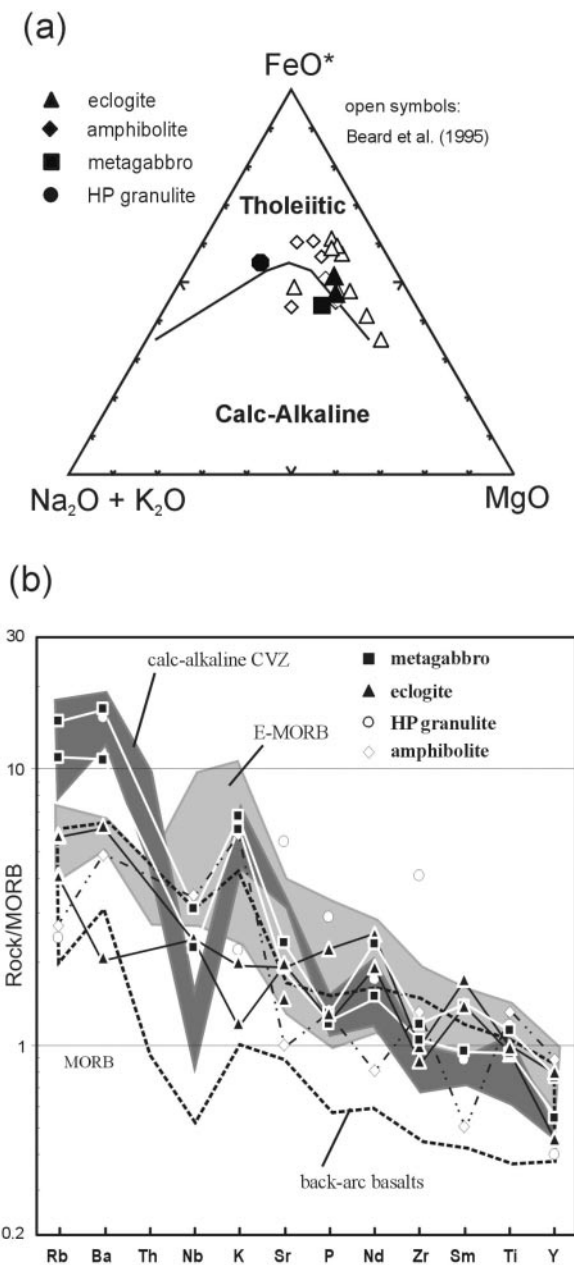 (a)
FeO*
eclogite
amphibolite
metagabbro
HP granulite
open symbols:
Beard et al. (1995)
Tholeiitic
Calc-Alkaline
Na₂O + K₂O
MgO
(b)
30
calc-alkaline CVZ
metagabbro
eclogite
HP granulite
amphibolite
E-MORB
10
Rock/MORB
1
MORB
back-arc basalts
0.2
Rb Ba Th Nb K Sr P Nd Zr Sm Ti Y